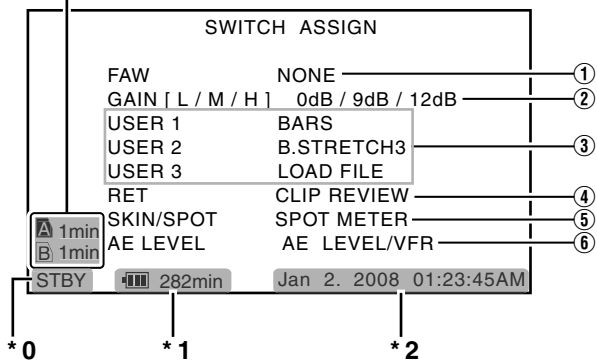 SWITCH ASSIGN
FAW NONE ①
GAIN [ L / M / H ] 0dB / 9dB / 12dB ②
USER 1 BARS
USER 2 B.STRETCH3 ③
USER 3 LOAD FILE
RET CLIP REVIEW ④
SKIN/SPOT SPOT METER ⑤
AE LEVEL AE LEVEL/VFR ⑥
A 1min
B 1min
STBY 282min Jan 2. 2008 01:23:45AM
*0 *1 *2